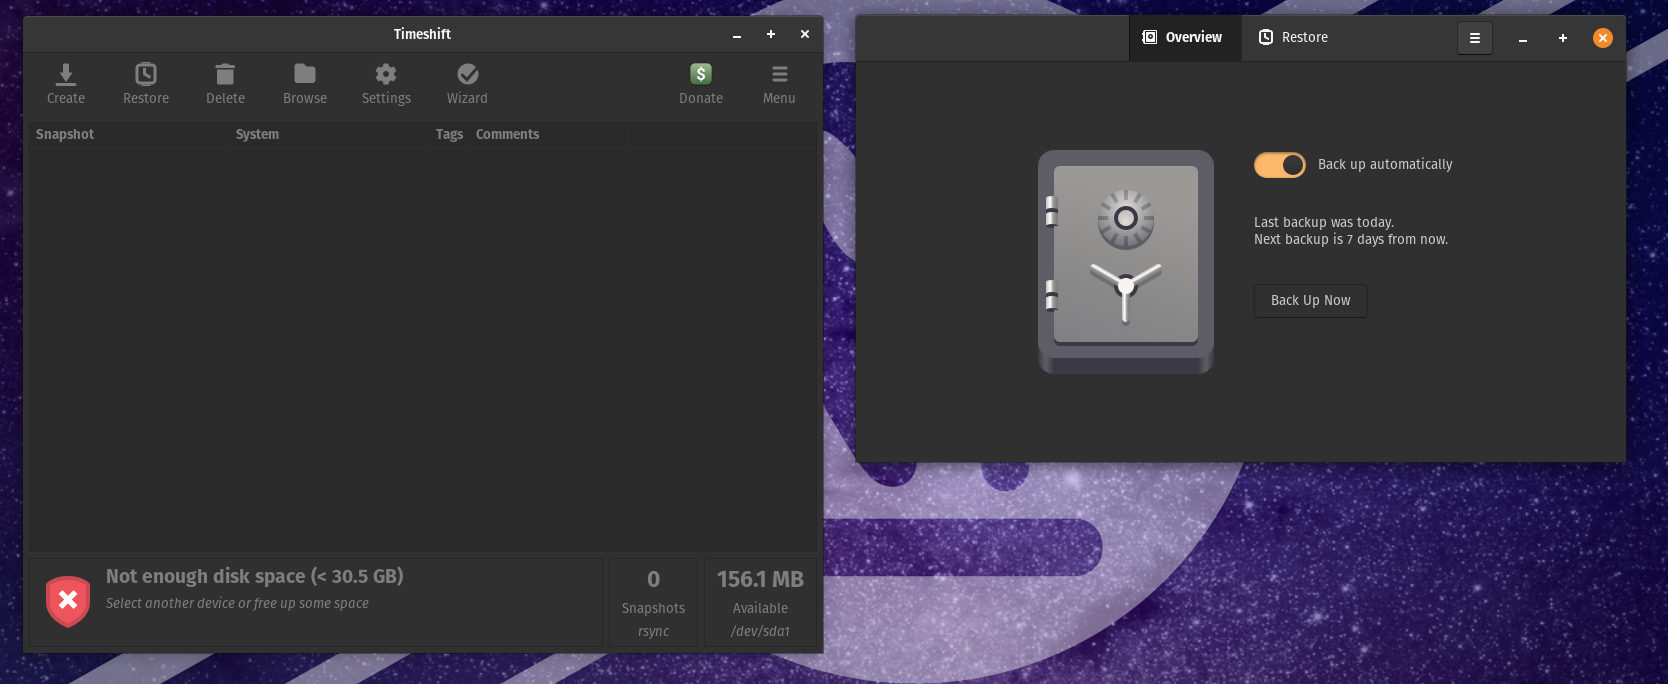 Timeshift
Create Restore Delete Browse Settings Wizard Donate Menu
Snapshot System Tags Comments
Not enough disk space (< 30.5 GB)
Select another device or free up some space
0
Snapshots
rsync
156.1 MB
Available
/dev/sda1
Overview Restore
Back up automatically
Last backup was today.
Next backup is 7 days from now.
Back Up Now